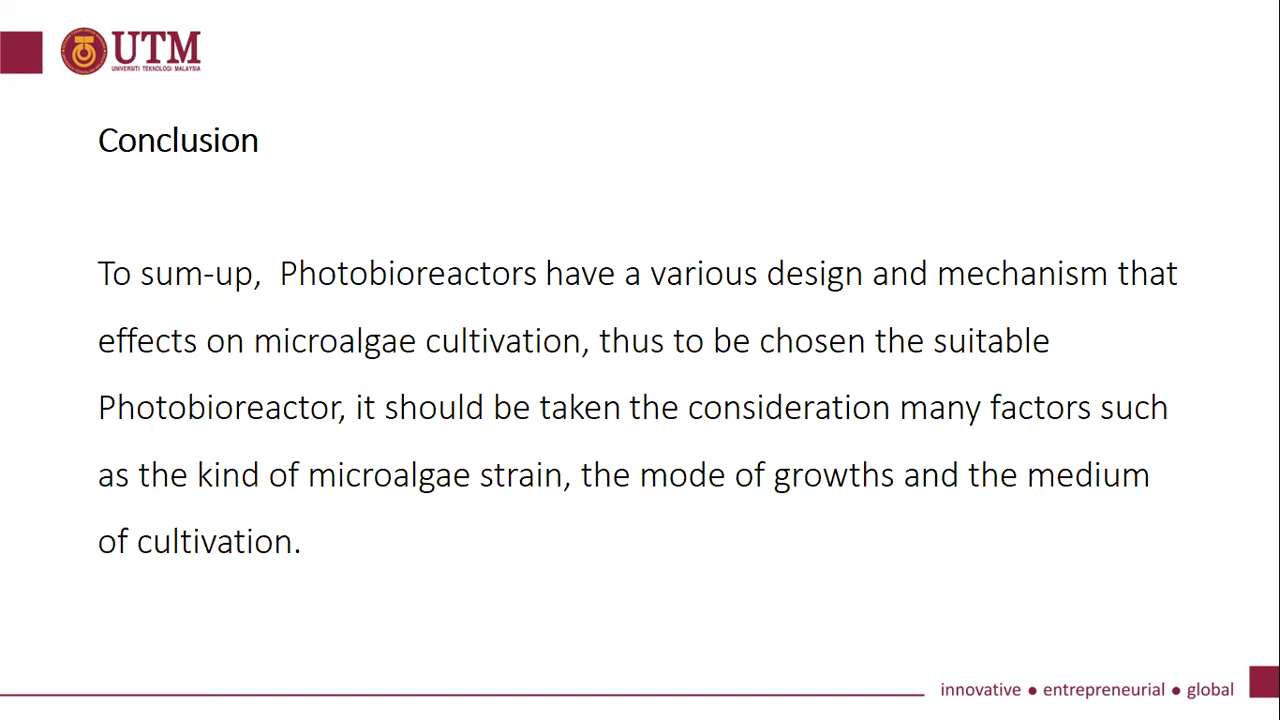 UTM
UNIVERSITI TEKNOLOGI MALAYSIA
Conclusion
To sum-up,  Photobioreactors have a various design and mechanism that
effects on microalgae cultivation, thus to be chosen the suitable
Photobioreactor, it should be taken the consideration many factors such
as the kind of microalgae strain, the mode of growths and the medium
of cultivation.
innovative ● entrepreneurial ● global